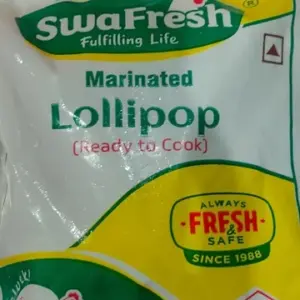 SwaFresh
Fulfilling Life
Marinated
Lollipop
(Ready to Cook)
ALWAYS
FRESH
&
SAFE
SINCE 1988